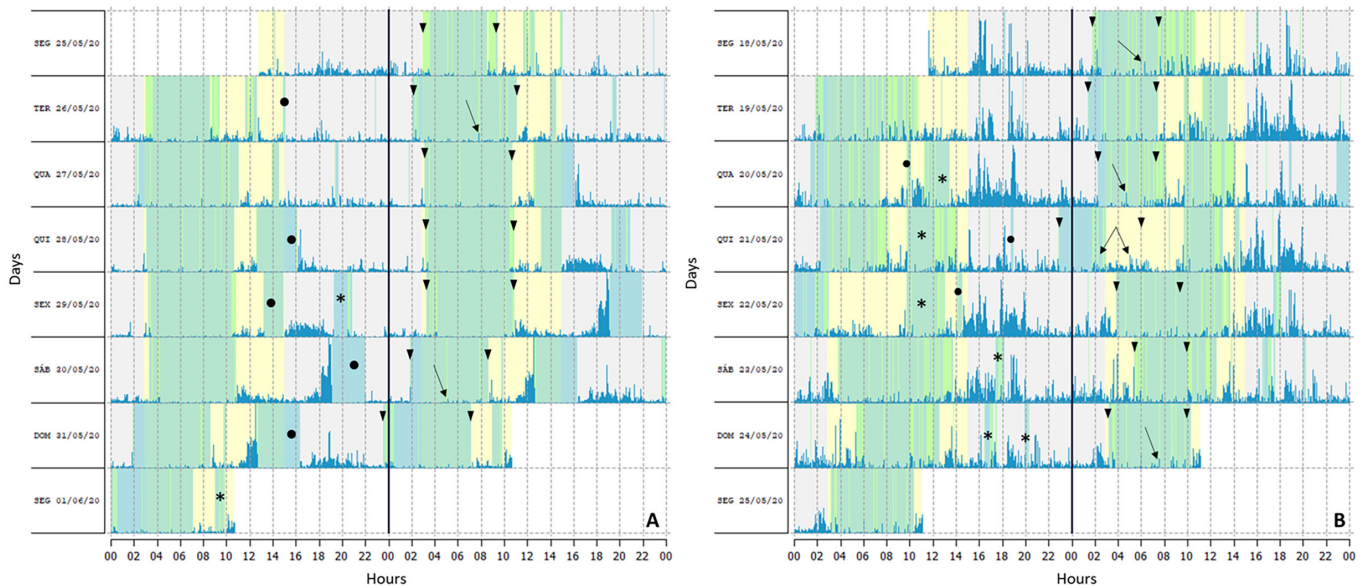 Days
SEG 25/05/20
TER 26/05/20
QUA 27/05/20
QUI 28/05/20
SEX 29/05/20
SÁB 30/05/20
DOM 31/05/20
SEG 01/06/20
A
00 02 04 06 08 10 12 14 16 18 20 22 00 02 04 06 08 10 12 14 16 18 20 22 00
Hours
Days
SEG 18/05/20
TER 19/05/20
QUA 20/05/20
QUI 21/05/20
SEX 22/05/20
SÁB 23/05/20
DOM 24/05/20
SEG 25/05/20
B
00 02 04 06 08 10 12 14 16 18 20 22 00 02 04 06 08 10 12 14 16 18 20 22 00
Hours